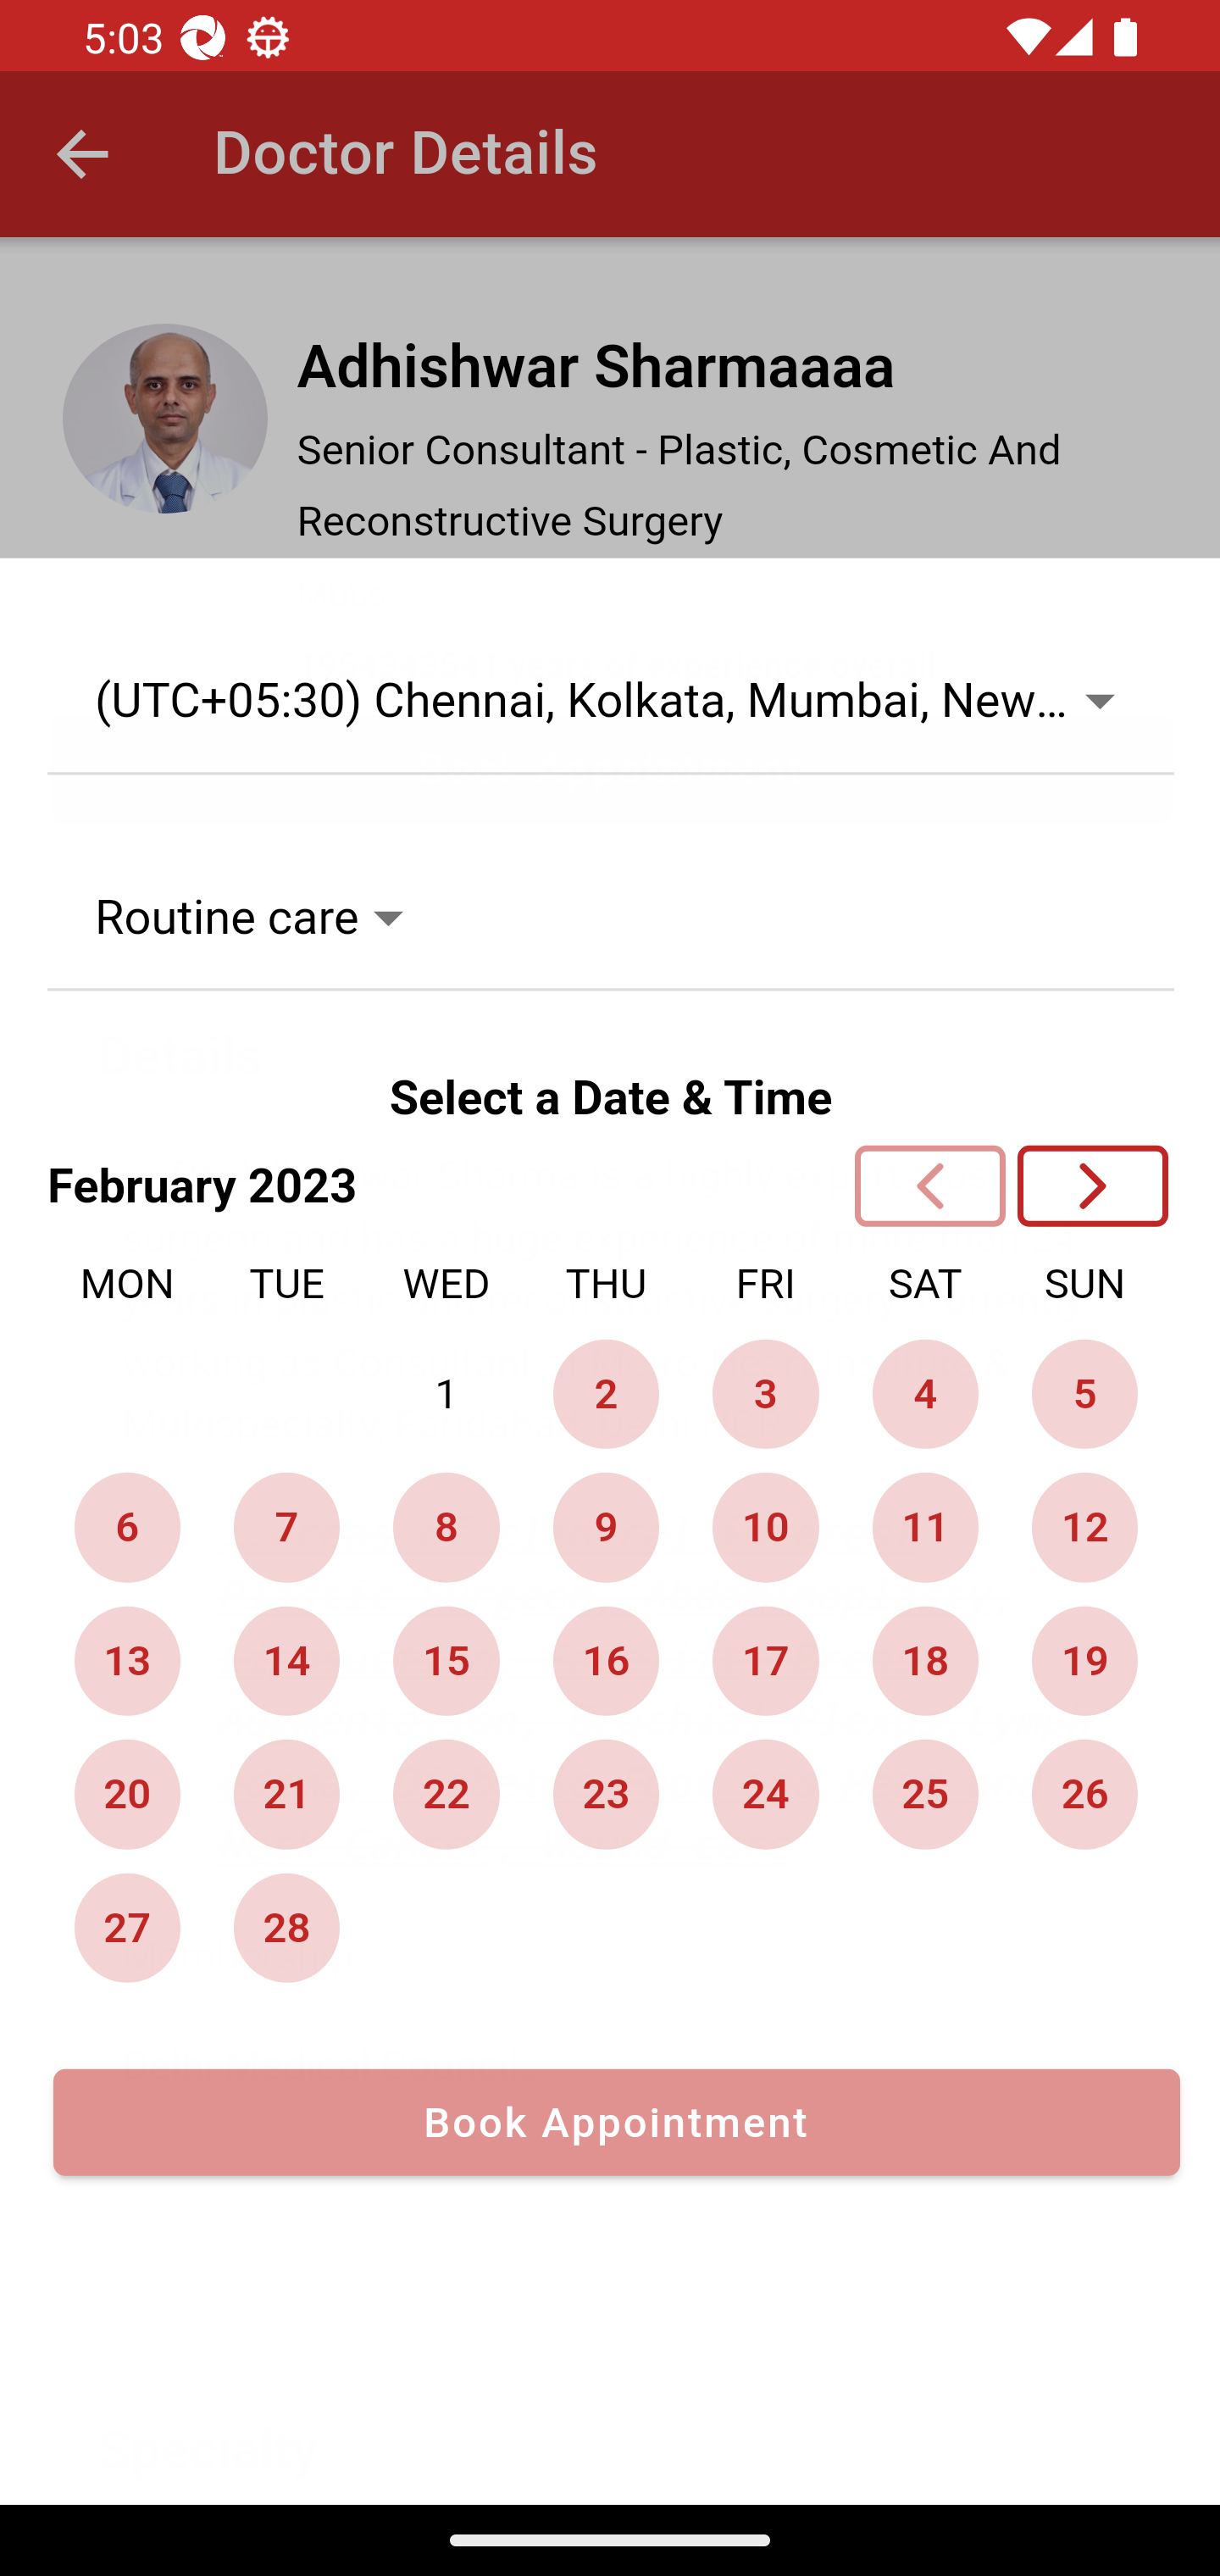 5:03
Doctor Details
Adhishwar Sharmaaaa
Senior Consultant - Plastic, Cosmetic And
Reconstructive Surgery
(UTC+05:30) Chennai, Kolkata, Mumbai, New...
Routine care
Select a Date & Time
February 2023
MON TUE WED THU FRI SAT SUN
1 2 3 4 5
6 7 8 9 10 11 12
13 14 15 16 17 18 19
20 21 22 23 24 25 26
27 28
Book Appointment